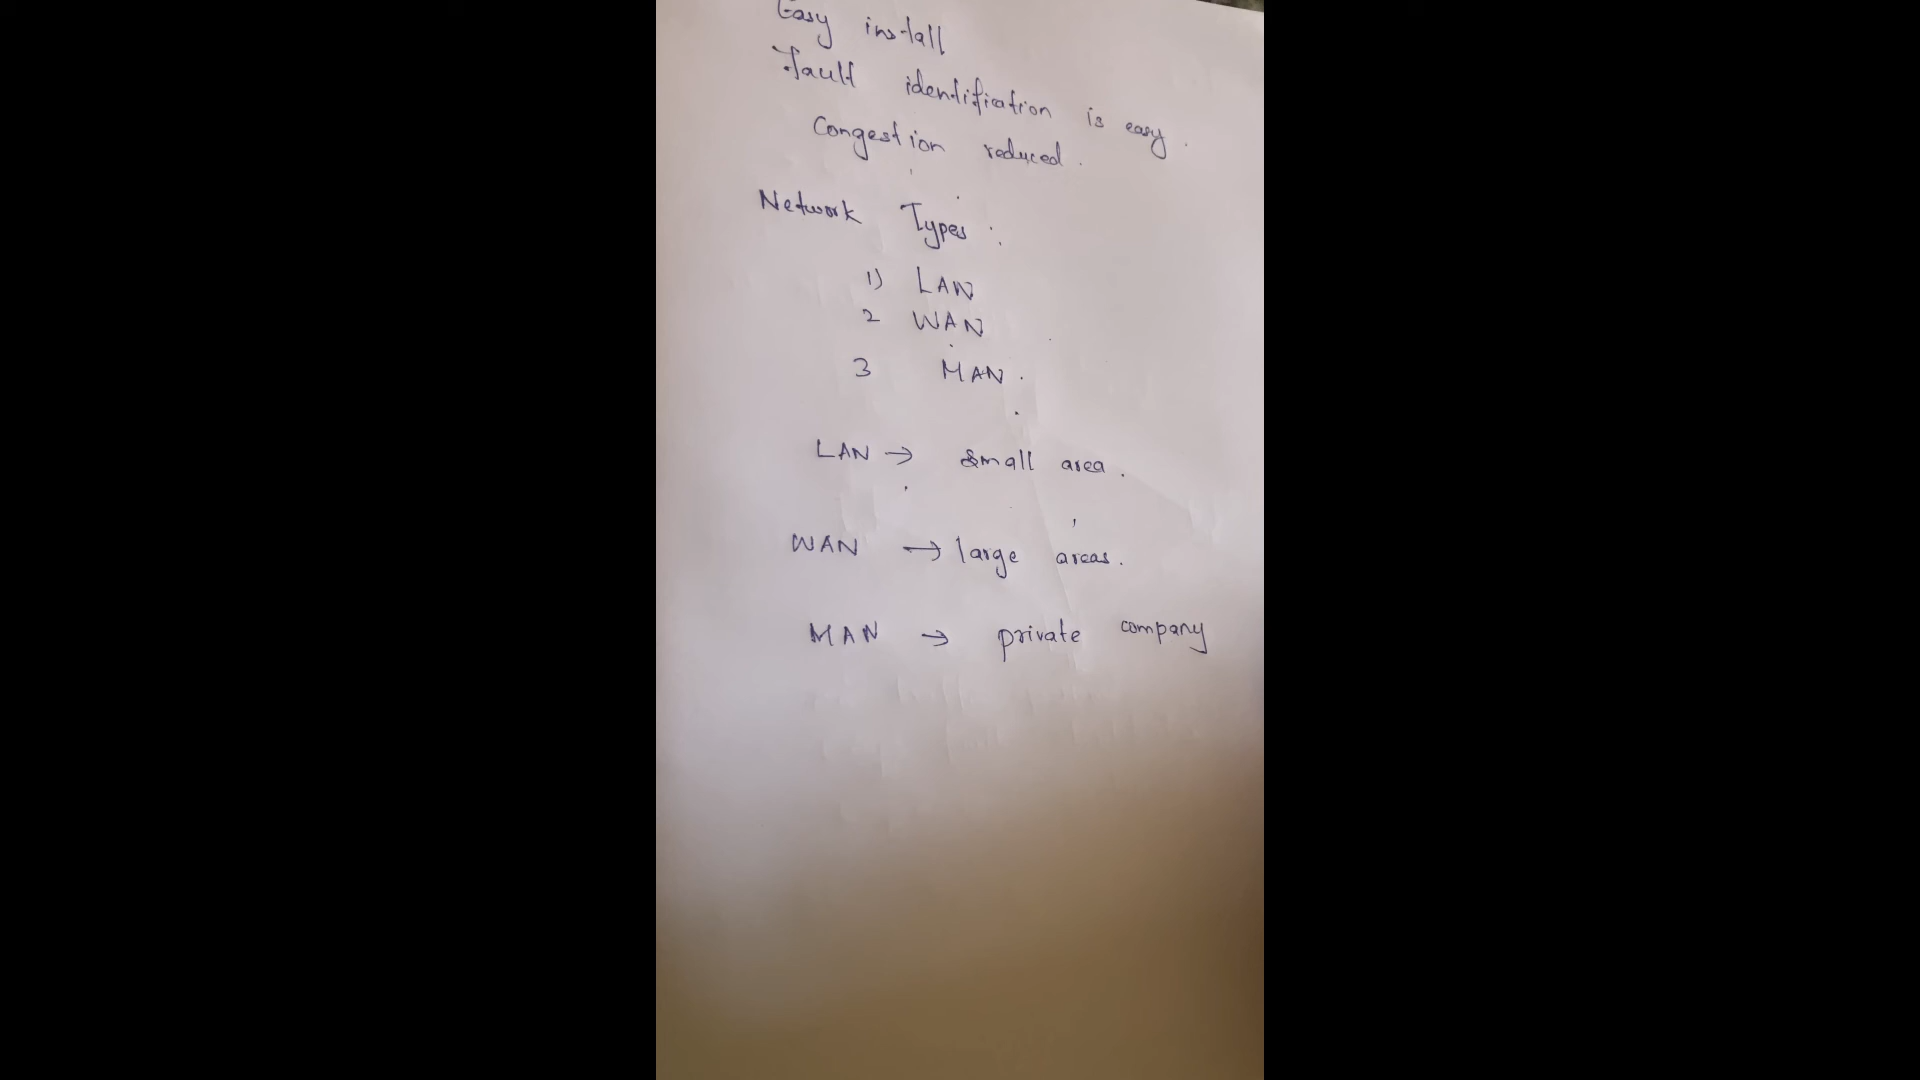 Easy install
Fault identification is easy.
Congestion reduced.
Network Types :
1) LAN
2 WAN
3 MAN.
LAN → small area.
WAN → large areas.
MAN → private company